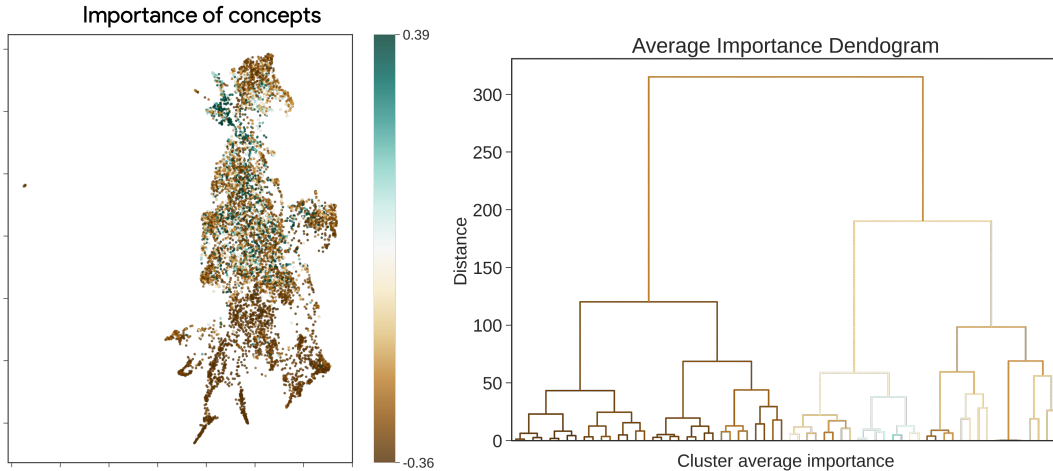 Importance of concepts
0.39
-0.36
Average Importance Dendogram
300
250
200
150
100
50
0
Distance
Cluster average importance